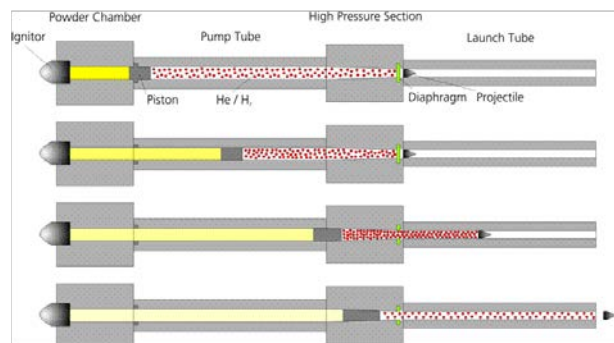 Powder Chamber
High Pressure Section
Ignitor
Pump Tube
Launch Tube
Piston
He / H₂
Diaphragm
Projectile